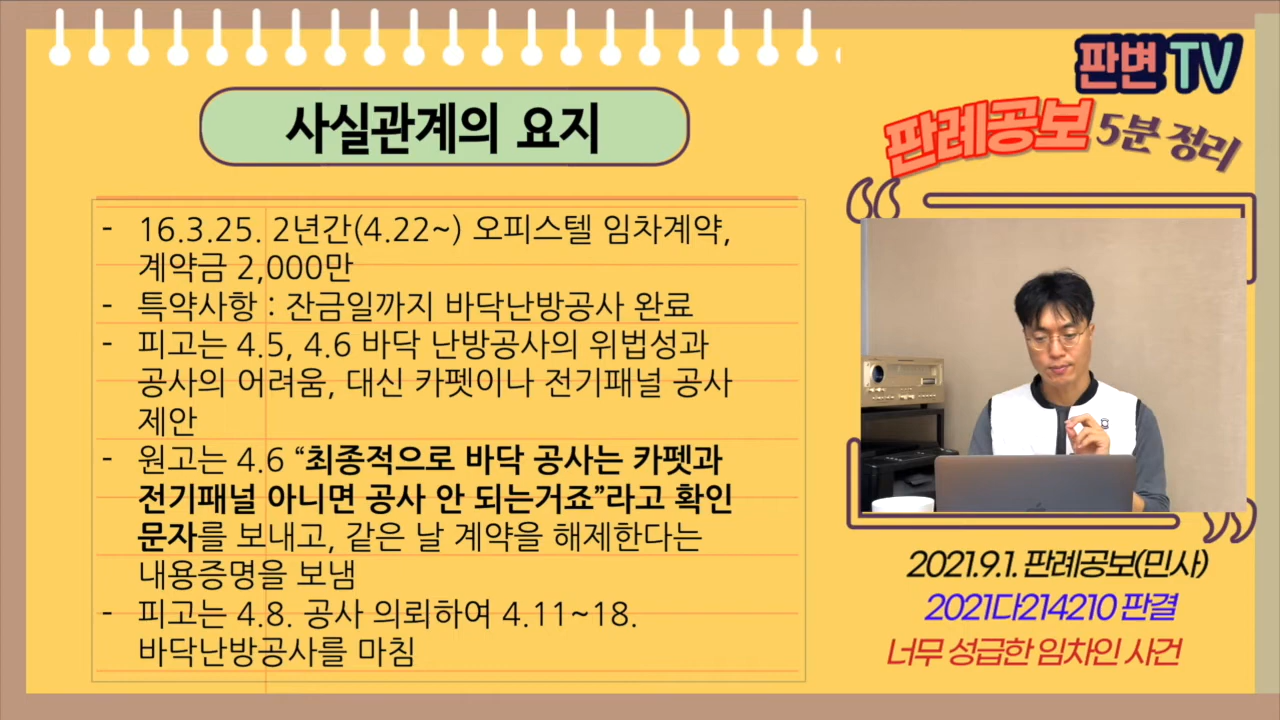 판변 TV
판례공보 5분 정리
사실관계의 요지
- 16.3.25. 2년간(4.22~) 오피스텔 임차계약,
계약금 2,000만
- 특약사항 : 잔금일까지 바닥난방공사 완료
- 피고는 4.5, 4.6 바닥 난방공사의 위법성과
공사의 어려움, 대신 카펫이나 전기패널 공사
제안
- 원고는 4.6 “최종적으로 바닥 공사는 카펫과
전기패널 아니면 공사 안 되는거죠”라고 확인
문자를 보내고, 같은 날 계약을 해제한다는
내용증명을 보냄
- 피고는 4.8. 공사 의뢰하여 4.11~18.
바닥난방공사를 마침
2021.9.1. 판례공보(민사)
2021다214210 판결
너무 성급한 임차인 사건